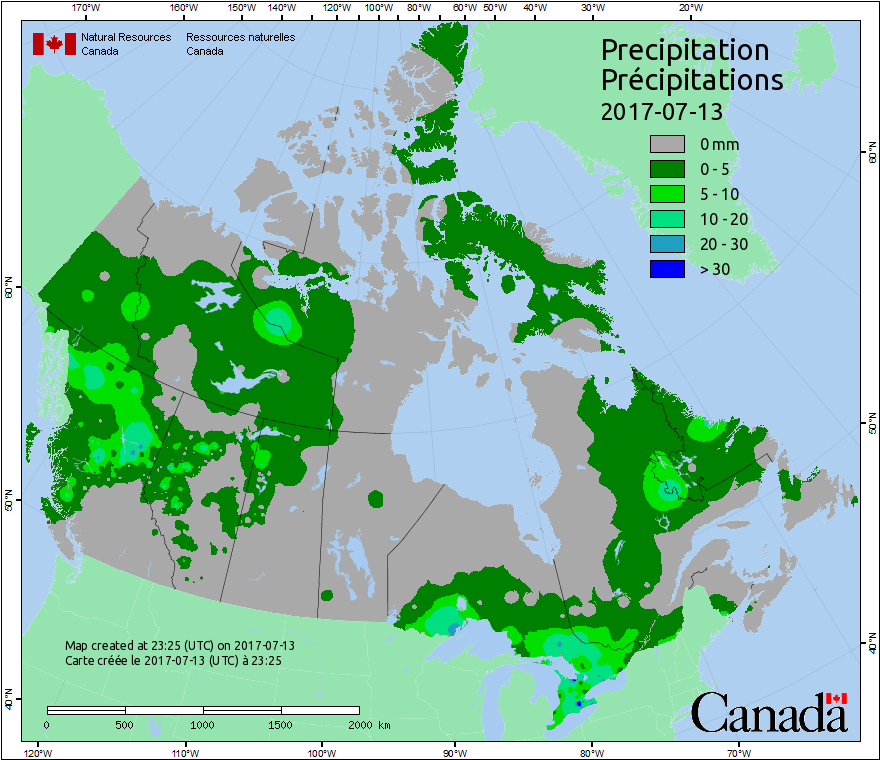 170°W 160°W 150°W 140°W 130°W 120°W 110°W 100°W 90°W 80°W 70°W 60°W 50°W 40°W 30°W 20°W
Natural Resources Ressources naturelles
Canada Canada
Precipitation
Précipitations
2017-07-13
0 mm
0 - 5
5 - 10
10 - 20
20 - 30
> 30
60°N
60°N
50°N
50°N
40°N
40°N
Map created at 23:25 (UTC) on 2017-07-13
Carte créée le 2017-07-13 (UTC) à 23:25
0 500 1000 1500 2000 km
Canada
120°W 110°W 100°W 90°W 80°W 70°W